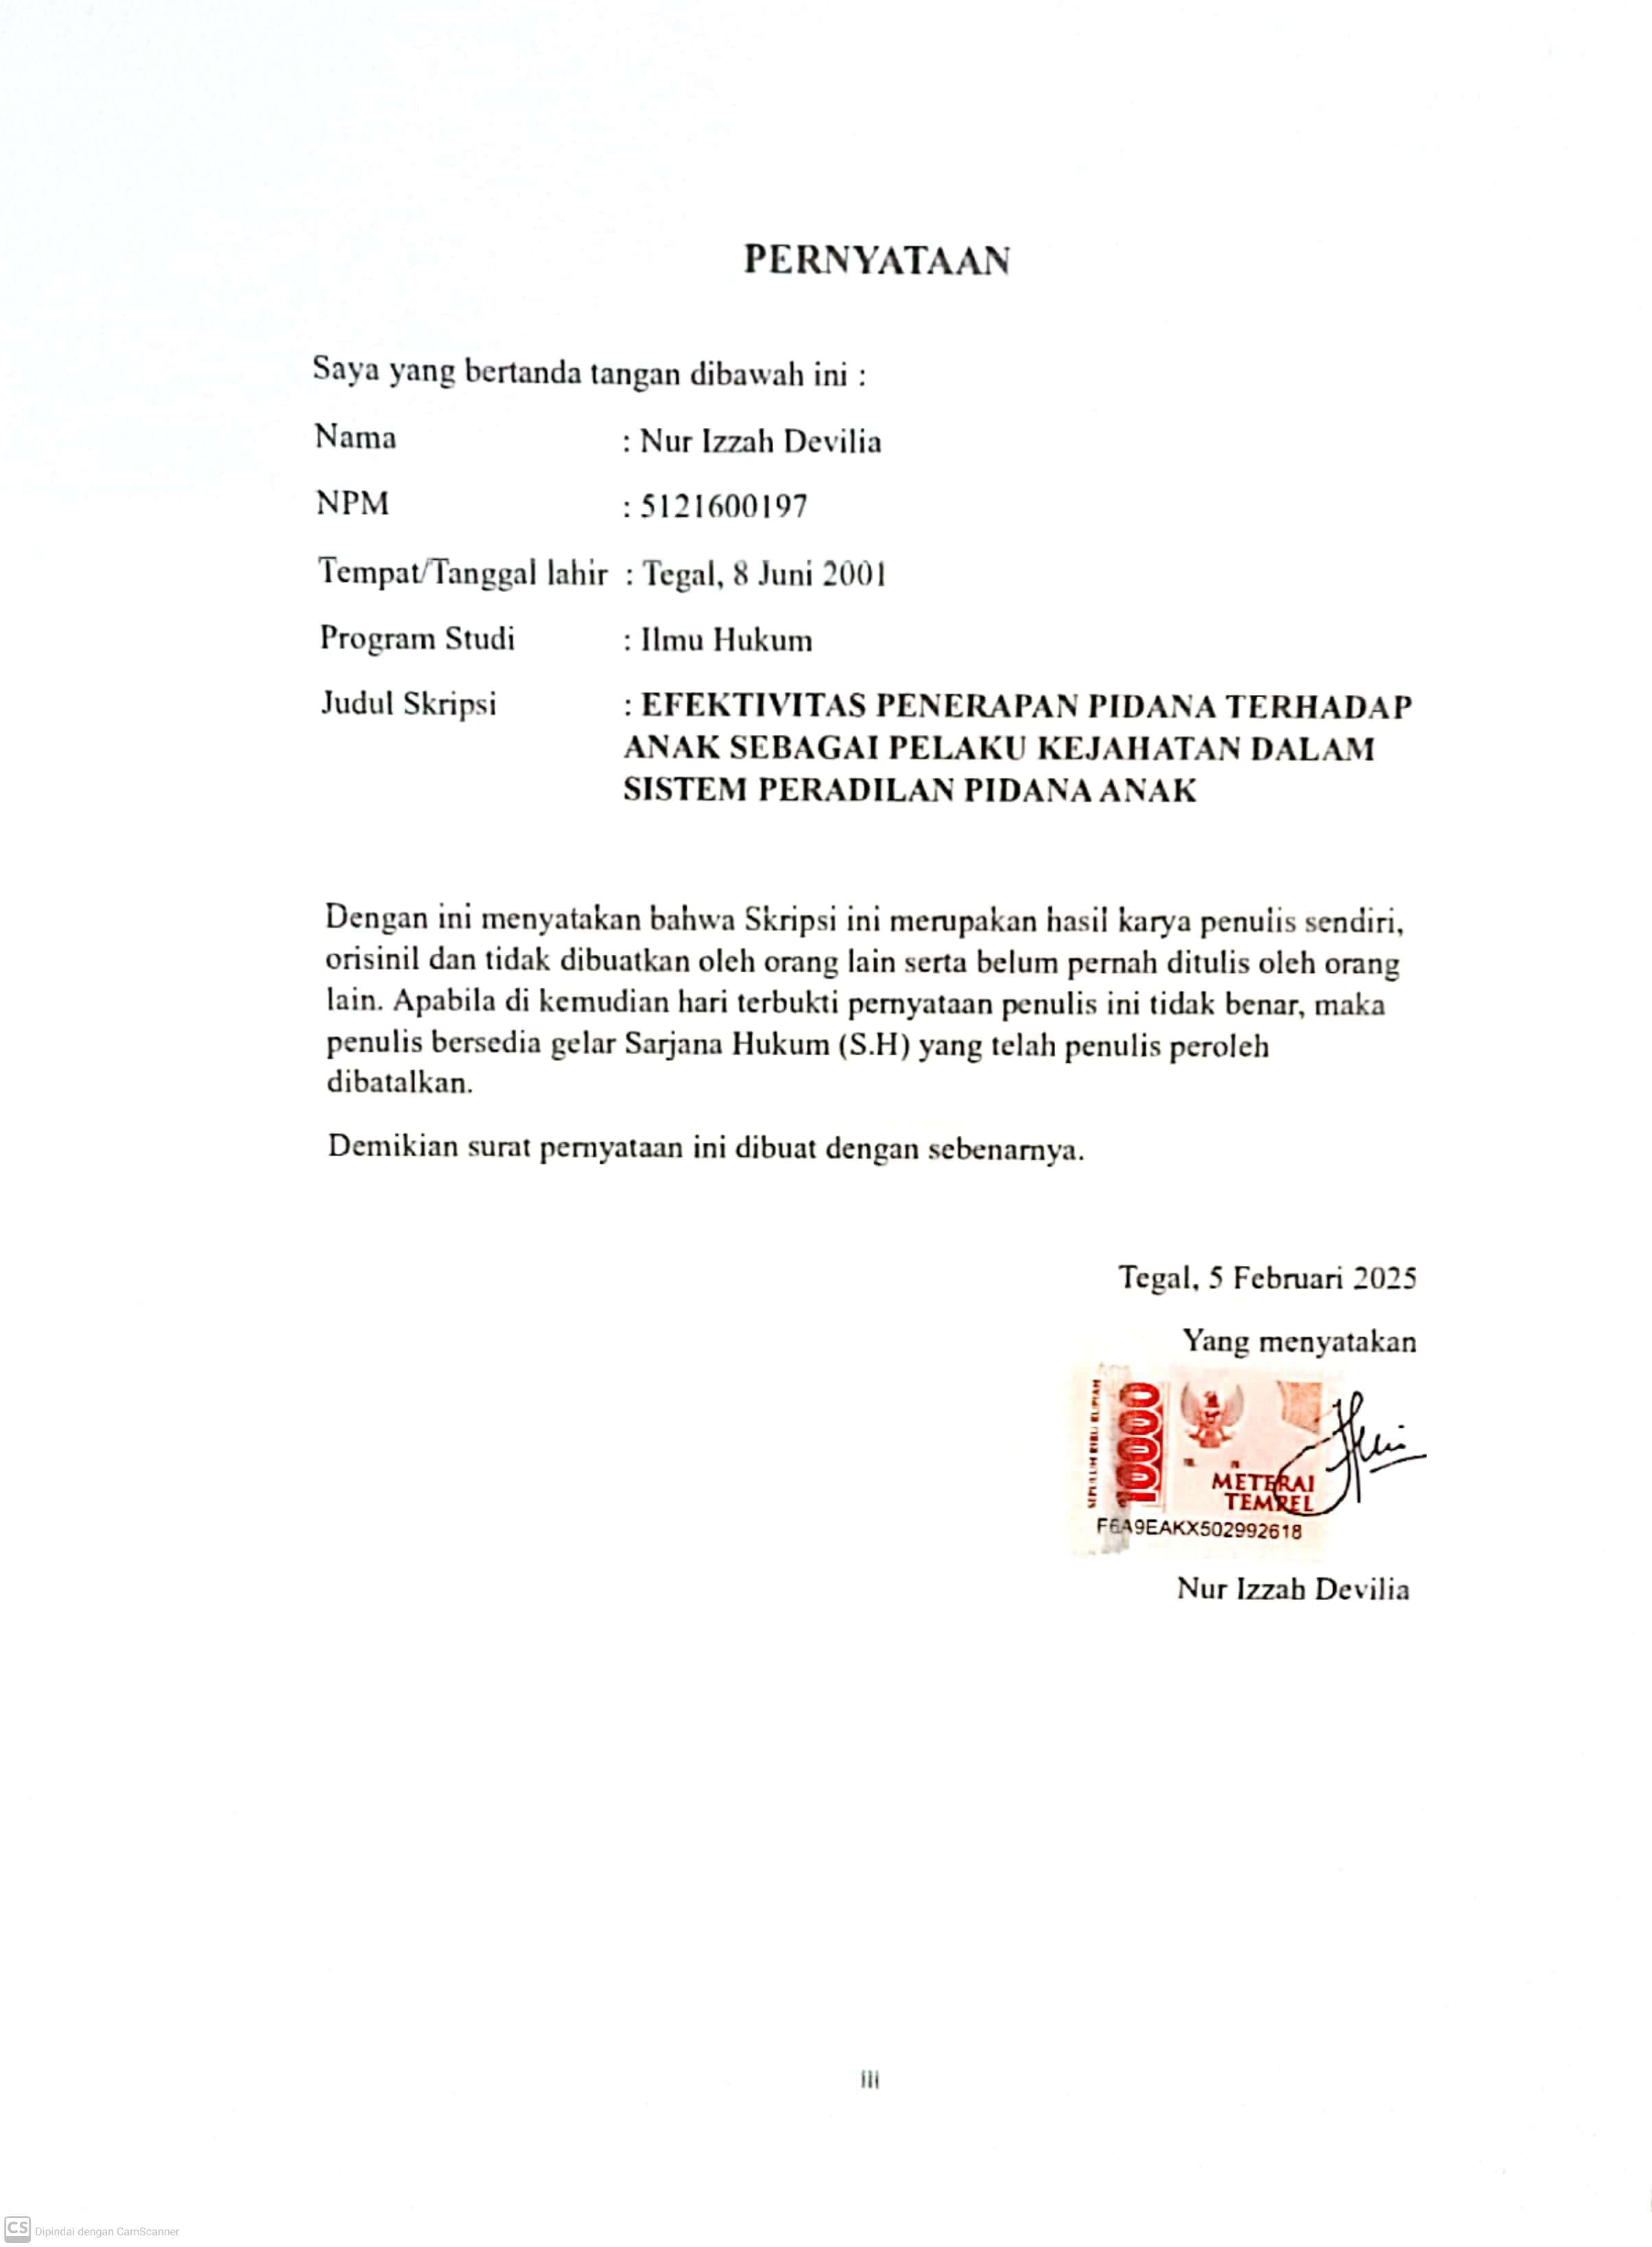 PERNYATAAN
Saya yang bertanda tangan dibawah ini :
Nama : Nur Izzah Devilia
NPM : 5121600197
Tempat/Tanggal lahir : Tegal, 8 Juni 2001
Program Studi : Ilmu Hukum
Judul Skripsi : EFEKTIVITAS PENERAPAN PIDANA TERHADAP
ANAK SEBAGAI PELAKU KEJAHATAN DALAM
SISTEM PERADILAN PIDANA ANAK
Dengan ini menyatakan bahwa Skripsi ini merupakan hasil karya penulis sendiri,
orisinil dan tidak dibuatkan oleh orang lain serta belum pernah ditulis oleh orang
lain. Apabila di kemudian hari terbukti pernyataan penulis ini tidak benar, maka
penulis bersedia gelar Sarjana Hukum (S.H) yang telah penulis peroleh
dibatalkan.
Demikian surat pernyataan ini dibuat dengan sebenarnya.
Tegal, 5 Februari 2025
Yang menyatakan
SEPULUH RIBU RUPIAH
10000
METERAI
TEMPEL
F6A9EAKX502992618
Nur Izzah Devilia
iii
CS Dipindai dengan CamScanner